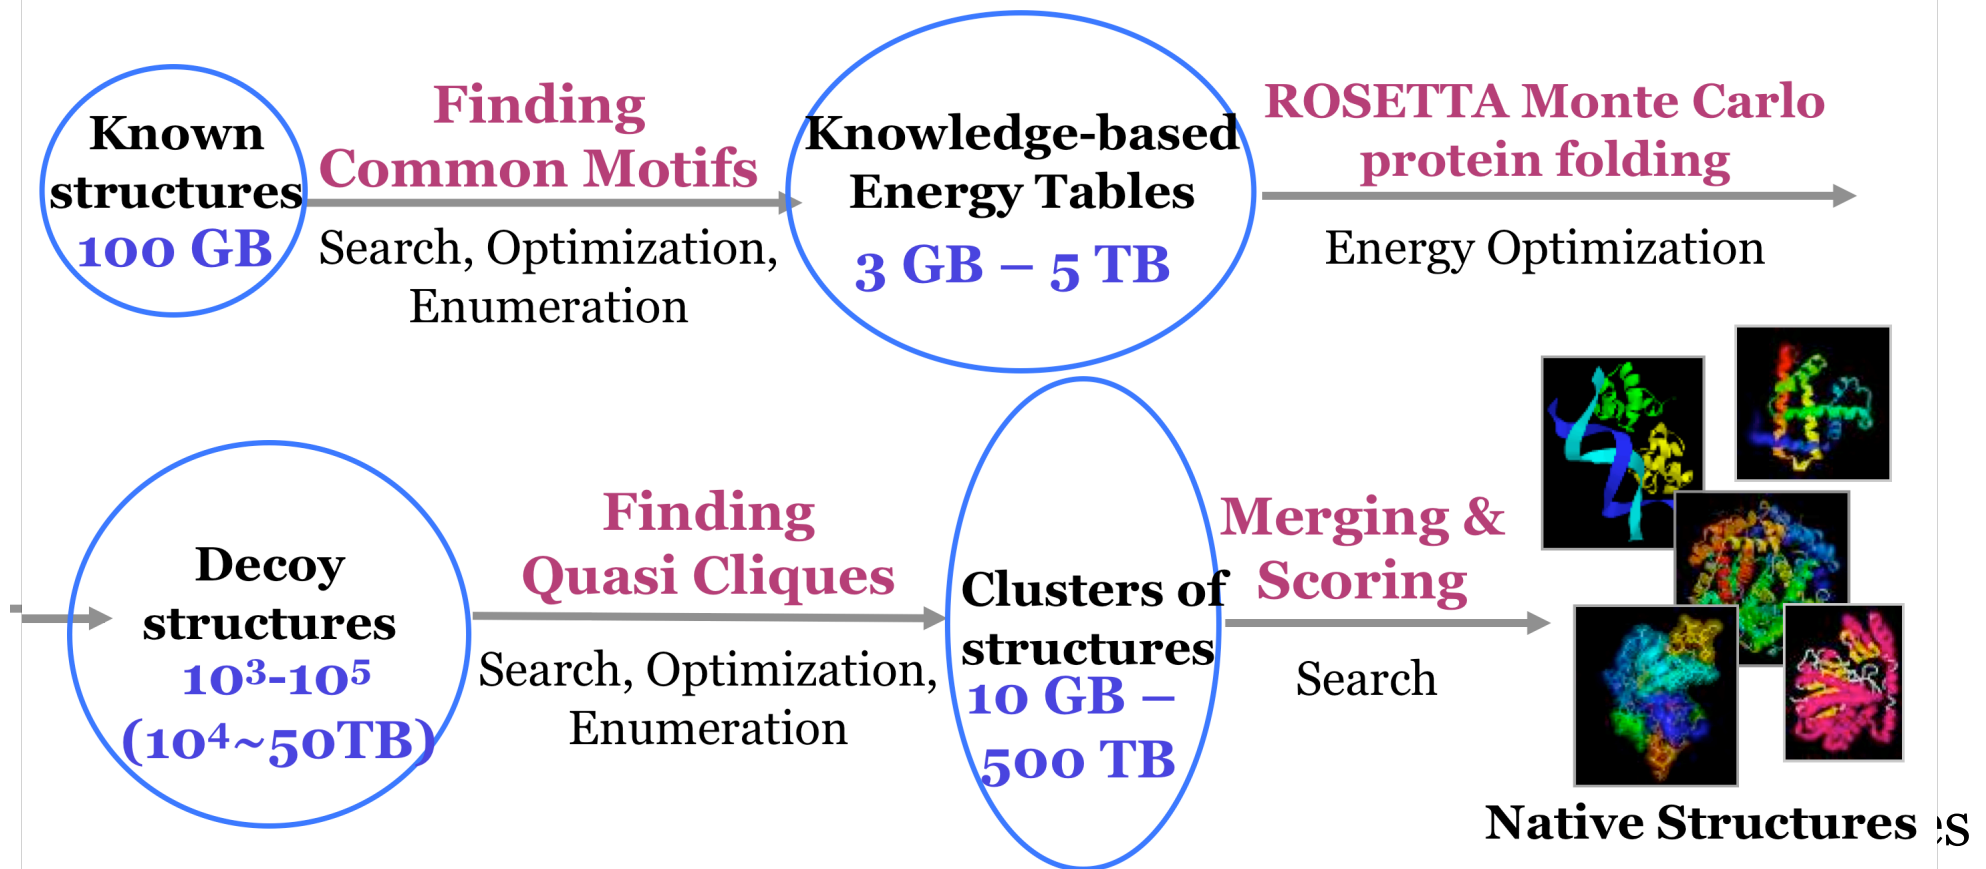 Known
structures
100 GB
Finding
Common Motifs
Search, Optimization,
Enumeration
Knowledge-based
Energy Tables
3 GB – 5 TB
ROSETTA Monte Carlo
protein folding
Energy Optimization
Decoy
structures
10³-10⁵
(10⁴~50TB)
Finding
Quasi Cliques
Search, Optimization,
Enumeration
Clusters of
structures
10 GB –
500 TB
Merging &
Scoring
Search
Native Structures